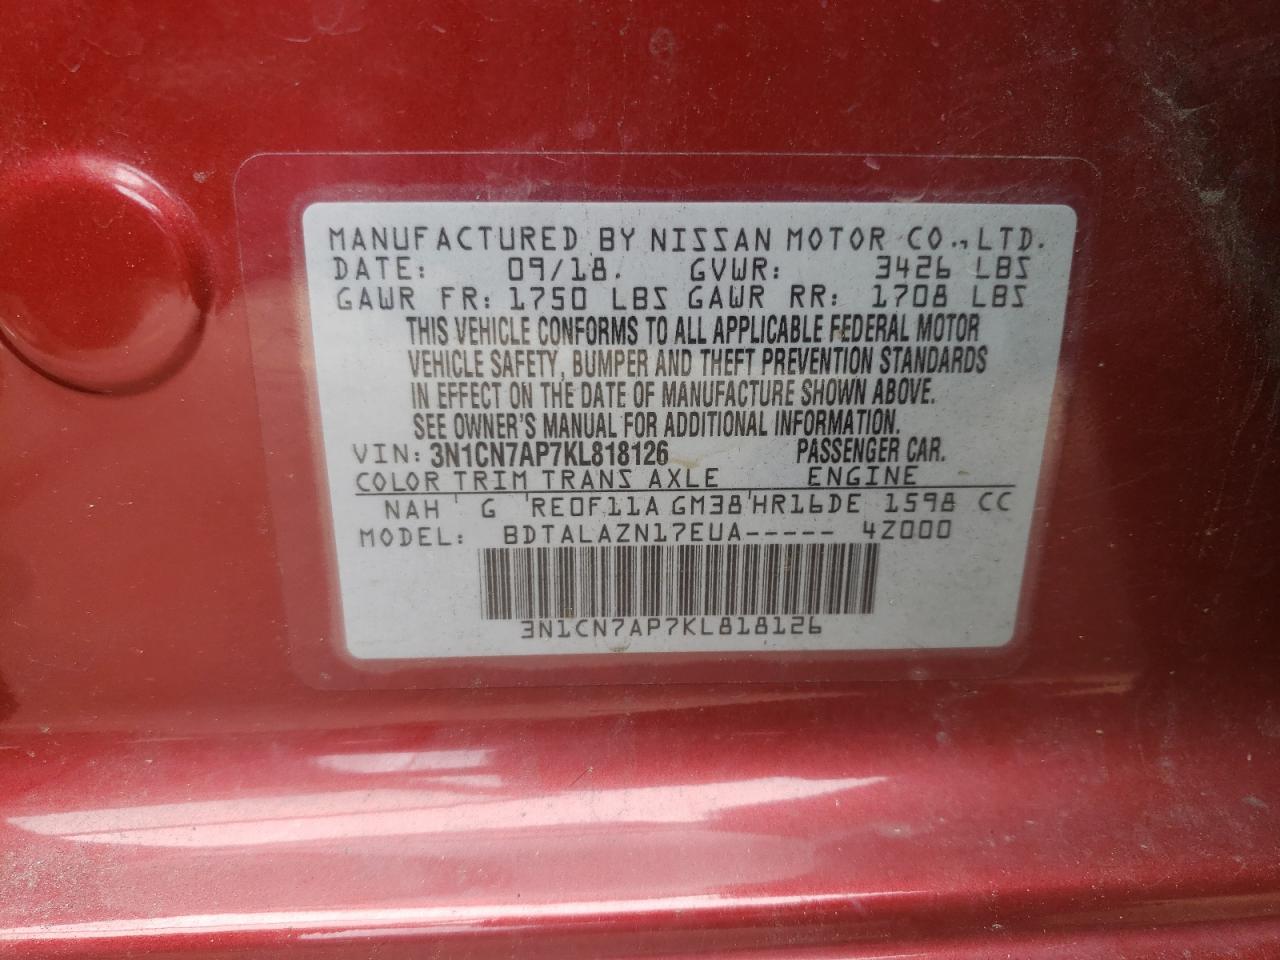 MANUFACTURED BY NISSAN MOTOR CO., LTD.
DATE: 09/18. GVWR: 3426 LBS
GAWR FR: 1750 LBS GAWR RR: 1708 LBS
THIS VEHICLE CONFORMS TO ALL APPLICABLE FEDERAL MOTOR
VEHICLE SAFETY, BUMPER AND THEFT PREVENTION STANDARDS
IN EFFECT ON THE DATE OF MANUFACTURE SHOWN ABOVE.
SEE OWNER'S MANUAL FOR ADDITIONAL INFORMATION.
VIN: 3N1CN7AP7KL818126 PASSENGER CAR.
COLOR TRIM TRANS AXLE ENGINE
NAH ' G 'RE0F11A GM38'HR16DE 1598 CC
MODEL: BDTALAZN17EUA----- 4Z000
3N1CN7AP7KL818126